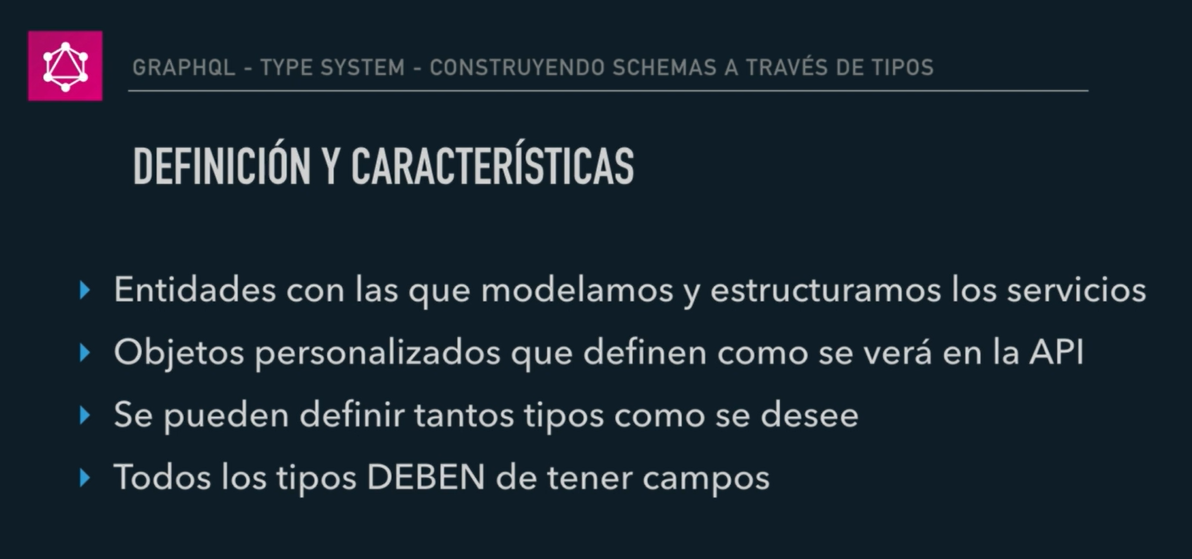 GRAPHQL - TYPE SYSTEM - CONSTRUYENDO SCHEMAS A TRAVÉS DE TIPOS
DEFINICIÓN Y CARACTERÍSTICAS
Entidades con las que modelamos y estructuramos los servicios
Objetos personalizados que definen como se verá en la API
Se pueden definir tantos tipos como se desee
Todos los tipos DEBEN de tener campos